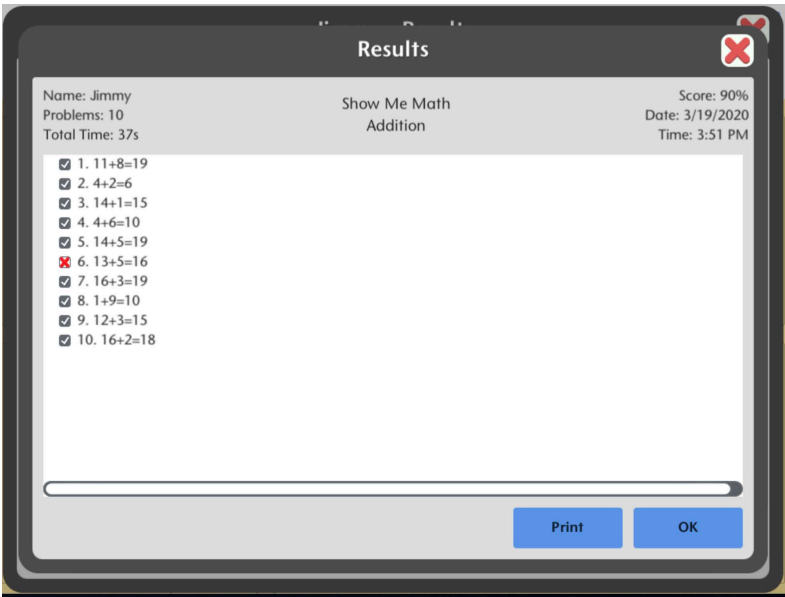 Results
Name: Jimmy
Problems: 10
Total Time: 37s
Show Me Math
Addition
Score: 90%
Date: 3/19/2020
Time: 3:51 PM
1. 11+8=19
2. 4+2=6
3. 14+1=15
4. 4+6=10
5. 14+5=19
6. 13+5=16
7. 16+3=19
8. 1+9=10
9. 12+3=15
10. 16+2=18
Print
OK